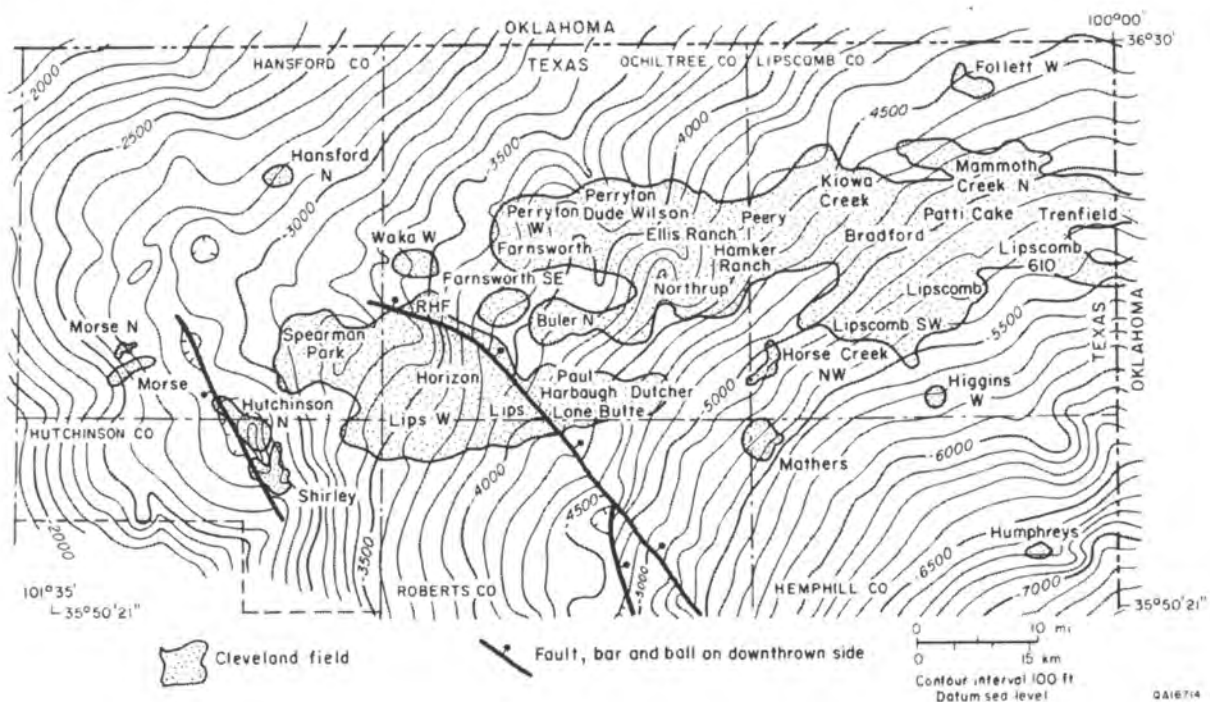 OKLAHOMA
100°00'
36°30'
HANSFORD CO
TEXAS
OCHILTREE CO
LIPSCOMB CO
Follett W
-2000
-2500
-3000
-3500
-4000
-4500
Hansford
N
Mammoth
Creek N
Kiowa
Creek
Perryton
W
Perryton
Dude Wilson
Peery
Patti Cake
Trenfield
Ellis Ranch
Bradford
Waka W
Farnsworth
Hamker
Ranch
Lipscomb
610
Farnsworth SE
Northrup
Lipscomb
RHF
Buler N
Lipscomb SW
-5500
TEXAS
OKLAHOMA
Morse N
Spearman
Park
Horse Creek
NW
Morse
Horizon
Paul
Harbaugh
Dutcher
-5000
Higgins
W
Hutchinson
N
Lips W
Lips
Lone Butte
HUTCHINSON CO
Mathers
-6000
Shirley
4000
-4500
-2000
Humphreys
-3500
-5000
-6500
-7000
101°35'
35°50'21"
ROBERTS CO
HEMPHILL CO
35°50'21"
Cleveland field
Fault, bar and ball on downthrown side
0 10 mi
0 15 km
Contour interval 100 ft
Datum sea level
QA16714